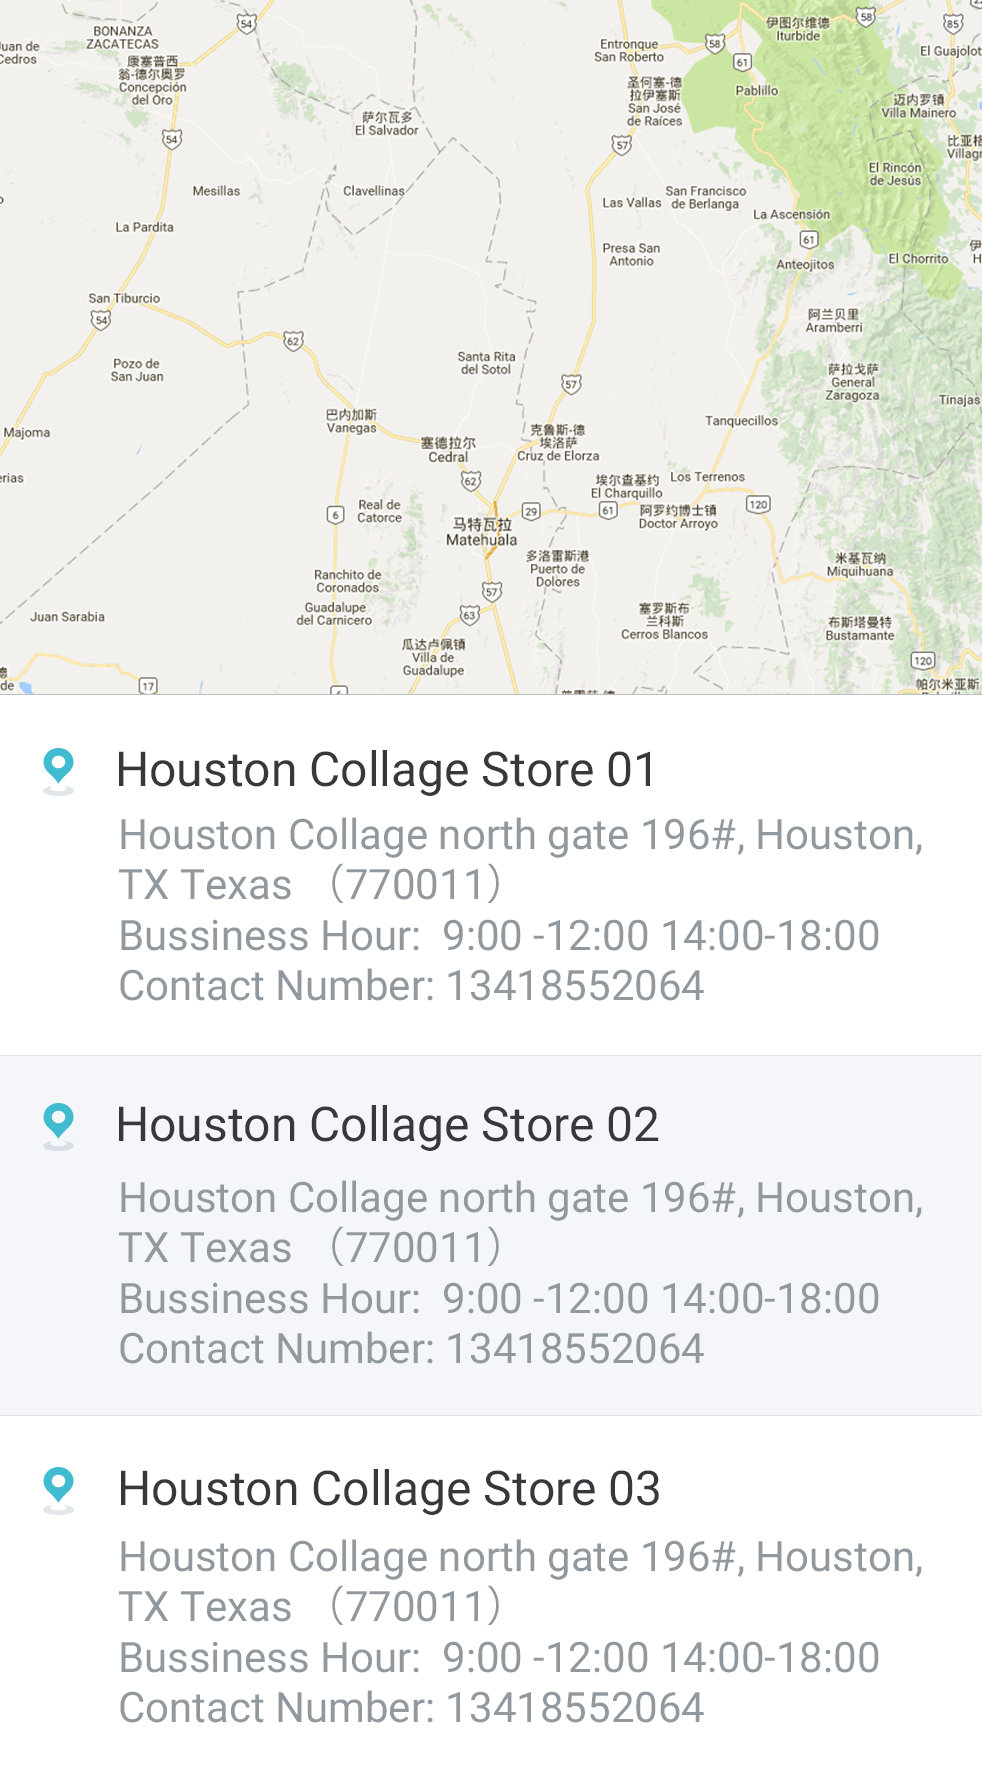 BONANZA
ZACATECAS
54
58
伊图尔维德
Iturbide
85
Juan de
Cedros
康塞普西
翁-德尔奥罗
Concepción
del Oro
Entronque
San Roberto
58
61
El Guajolot
圣何塞-德
拉伊塞斯
San José
de Raíces
Pablillo
迈内罗镇
Villa Mainero
萨尔瓦多
El Salvador
54
57
比亚格
Villagr
El Rincón
de Jesús
Mesillas
Clavellinas
San Francisco
de Berlanga
Las Vallas
La Ascensión
La Pardita
61
Presa San
Antonio
Anteojitos
El Chorrito
伊
H
San Tiburcio
54
阿兰贝里
Aramberri
62
Pozo de
San Juan
Santa Rita
del Sotol
57
萨拉戈萨
General
Zaragoza
Tinajas
巴内加斯
Vanegas
Tanquecillos
Majoma
塞德拉尔
Cedral
克鲁斯-德
埃洛萨
Cruz de Elorza
erias
62
埃尔查基约
El Charquillo
Los Terrenos
6
Real de
Catorce
29
61
阿罗约博士镇
Doctor Arroyo
120
马特瓦拉
Matehuala
多洛雷斯港
Puerto de
Dolores
米基瓦纳
Miquihuana
Ranchito de
Coronados
57
Guadalupe
del Carnicero
63
塞罗斯布
兰科斯
Cerros Blancos
布斯塔曼特
Bustamante
Juan Sarabia
瓜达卢佩镇
Villa de
Guadalupe
120
德
de
17
6
普雷萨-德
帕尔米亚斯
Houston Collage Store 01
Houston Collage north gate 196#, Houston,
TX Texas （770011）
Bussiness Hour:  9:00 -12:00 14:00-18:00
Contact Number: 13418552064
Houston Collage Store 02
Houston Collage north gate 196#, Houston,
TX Texas （770011）
Bussiness Hour:  9:00 -12:00 14:00-18:00
Contact Number: 13418552064
Houston Collage Store 03
Houston Collage north gate 196#, Houston,
TX Texas （770011）
Bussiness Hour:  9:00 -12:00 14:00-18:00
Contact Number: 13418552064